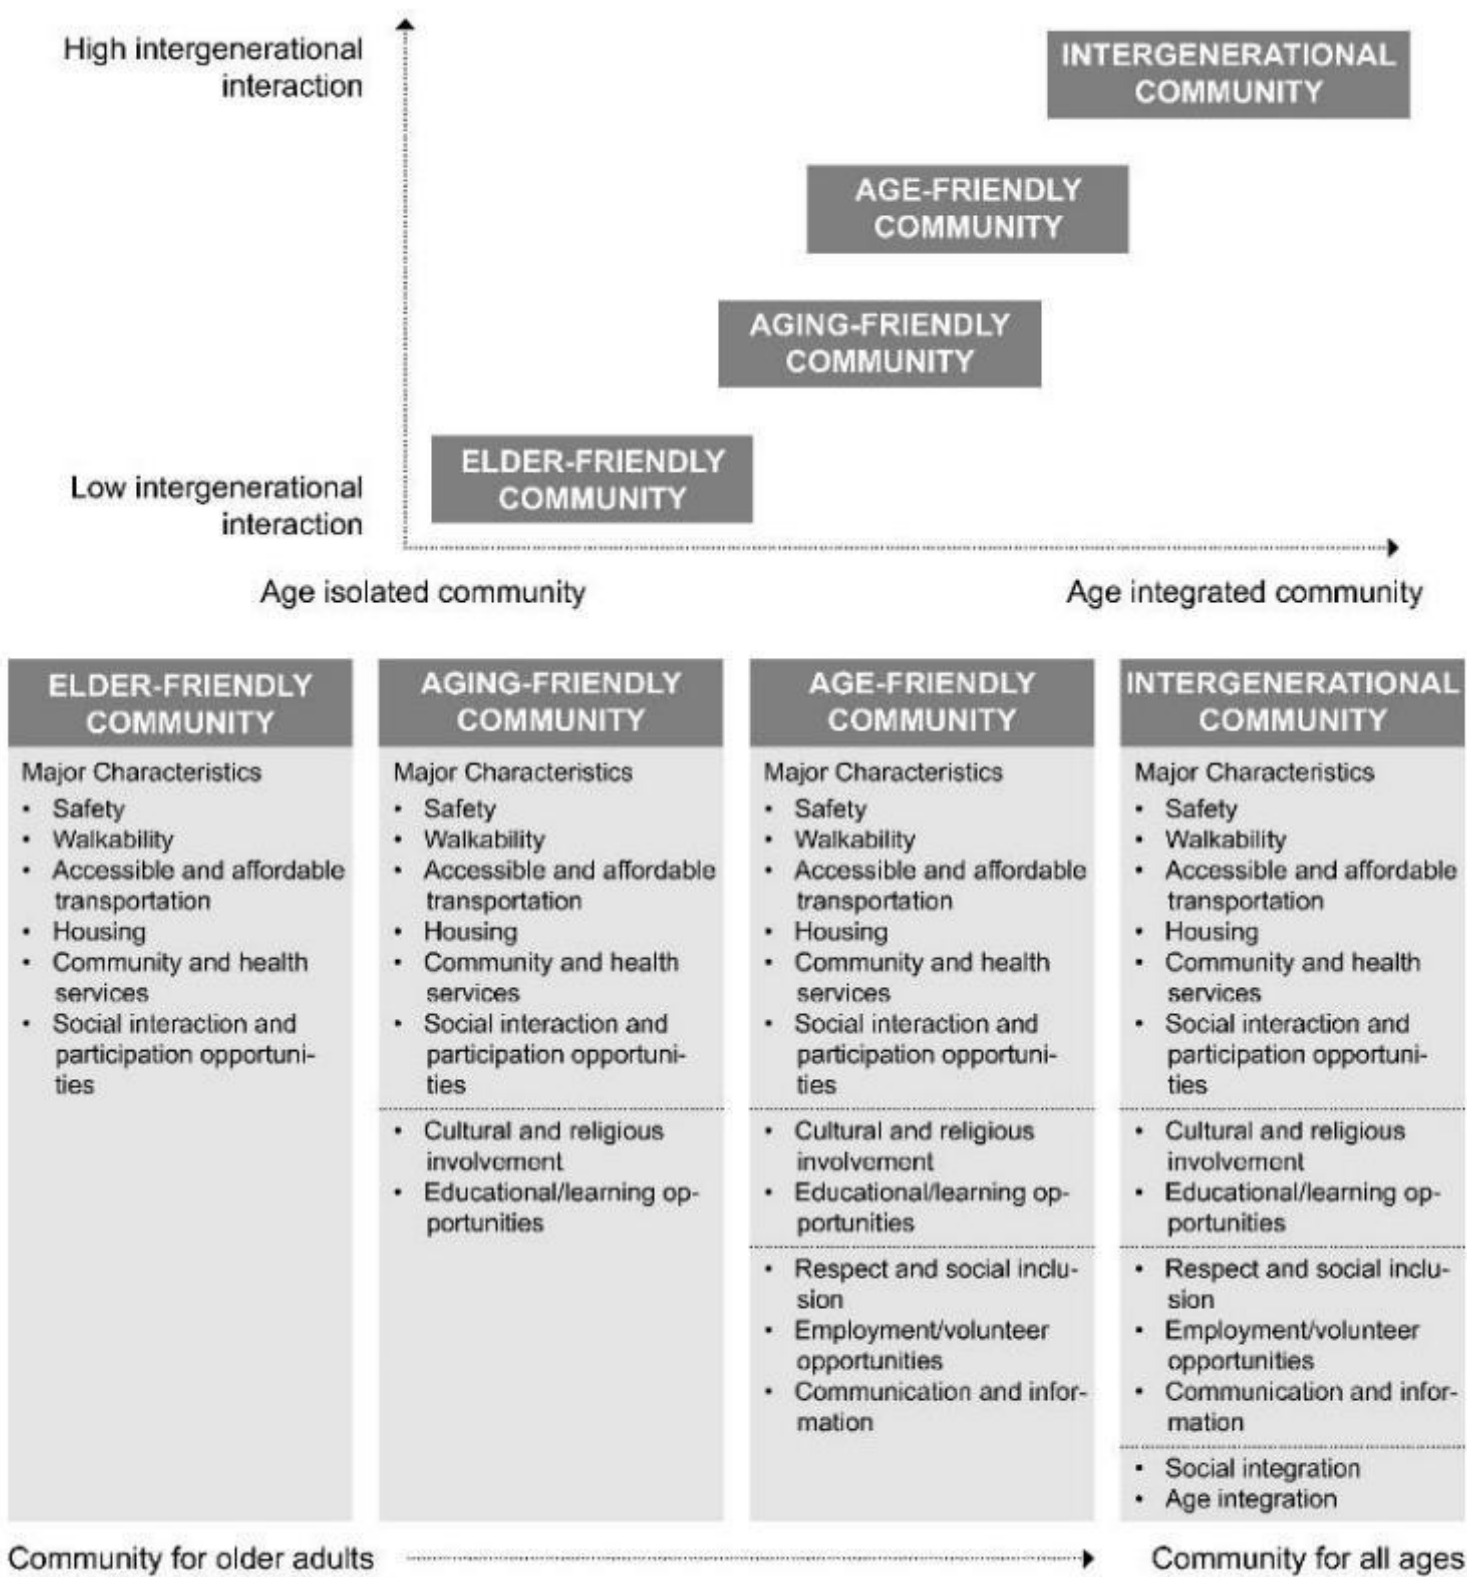 High intergenerational
interaction
INTERGENERATIONAL
COMMUNITY
AGE-FRIENDLY
COMMUNITY
AGING-FRIENDLY
COMMUNITY
ELDER-FRIENDLY
COMMUNITY
Low intergenerational
interaction
Age isolated community
Age integrated community
ELDER-FRIENDLY
COMMUNITY
Major Characteristics
• Safety
• Walkability
• Accessible and affordable
transportation
• Housing
• Community and health
services
• Social interaction and
participation opportuni-
ties
AGING-FRIENDLY
COMMUNITY
Major Characteristics
• Safety
• Walkability
• Accessible and affordable
transportation
• Housing
• Community and health
services
• Social interaction and
participation opportuni-
ties
• Cultural and religious
involvement
• Educational/learning op-
portunities
AGE-FRIENDLY
COMMUNITY
Major Characteristics
• Safety
• Walkability
• Accessible and affordable
transportation
• Housing
• Community and health
services
• Social interaction and
participation opportuni-
ties
• Cultural and religious
involvement
• Educational/learning op-
portunities
• Respect and social inclu-
sion
• Employment/volunteer
opportunities
• Communication and infor-
mation
INTERGENERATIONAL
COMMUNITY
Major Characteristics
• Safety
• Walkability
• Accessible and affordable
transportation
• Housing
• Community and health
services
• Social interaction and
participation opportuni-
ties
• Cultural and religious
involvement
• Educational/learning op-
portunities
• Respect and social inclu-
sion
• Employment/volunteer
opportunities
• Communication and infor-
mation
• Social integration
• Age integration
Community for older adults
Community for all ages